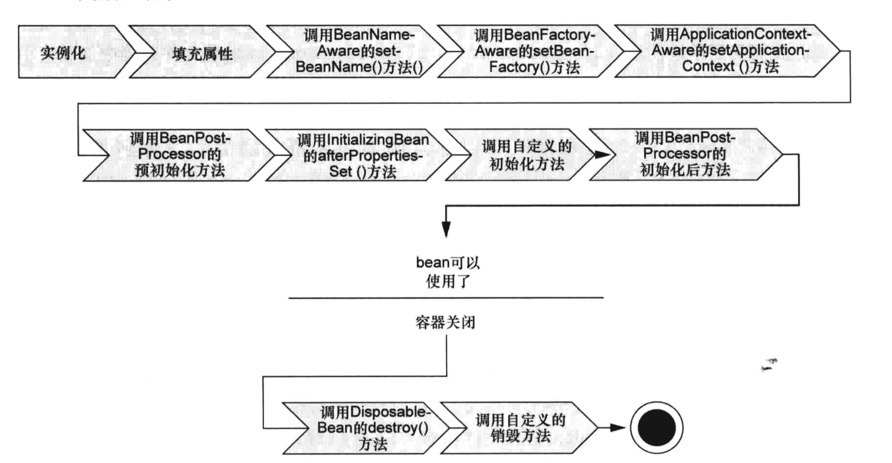 实例化
填充属性
调用BeanName-
Aware的set-
BeanName()方法()
调用BeanFactory-
Aware的setBean-
Factory()方法
调用ApplicationContext-
Aware的setApplication-
Context ()方法
调用BeanPost-
Processor的
预初始化方法
调用InitializingBean
的afterProperties-
Set ()方法
调用自定义的
初始化方法
调用BeanPost-
Processor的
初始化后方法
bean可以
使用了
容器关闭
调用Disposable-
Bean的destroy()
方法
调用自定义的
销毁方法